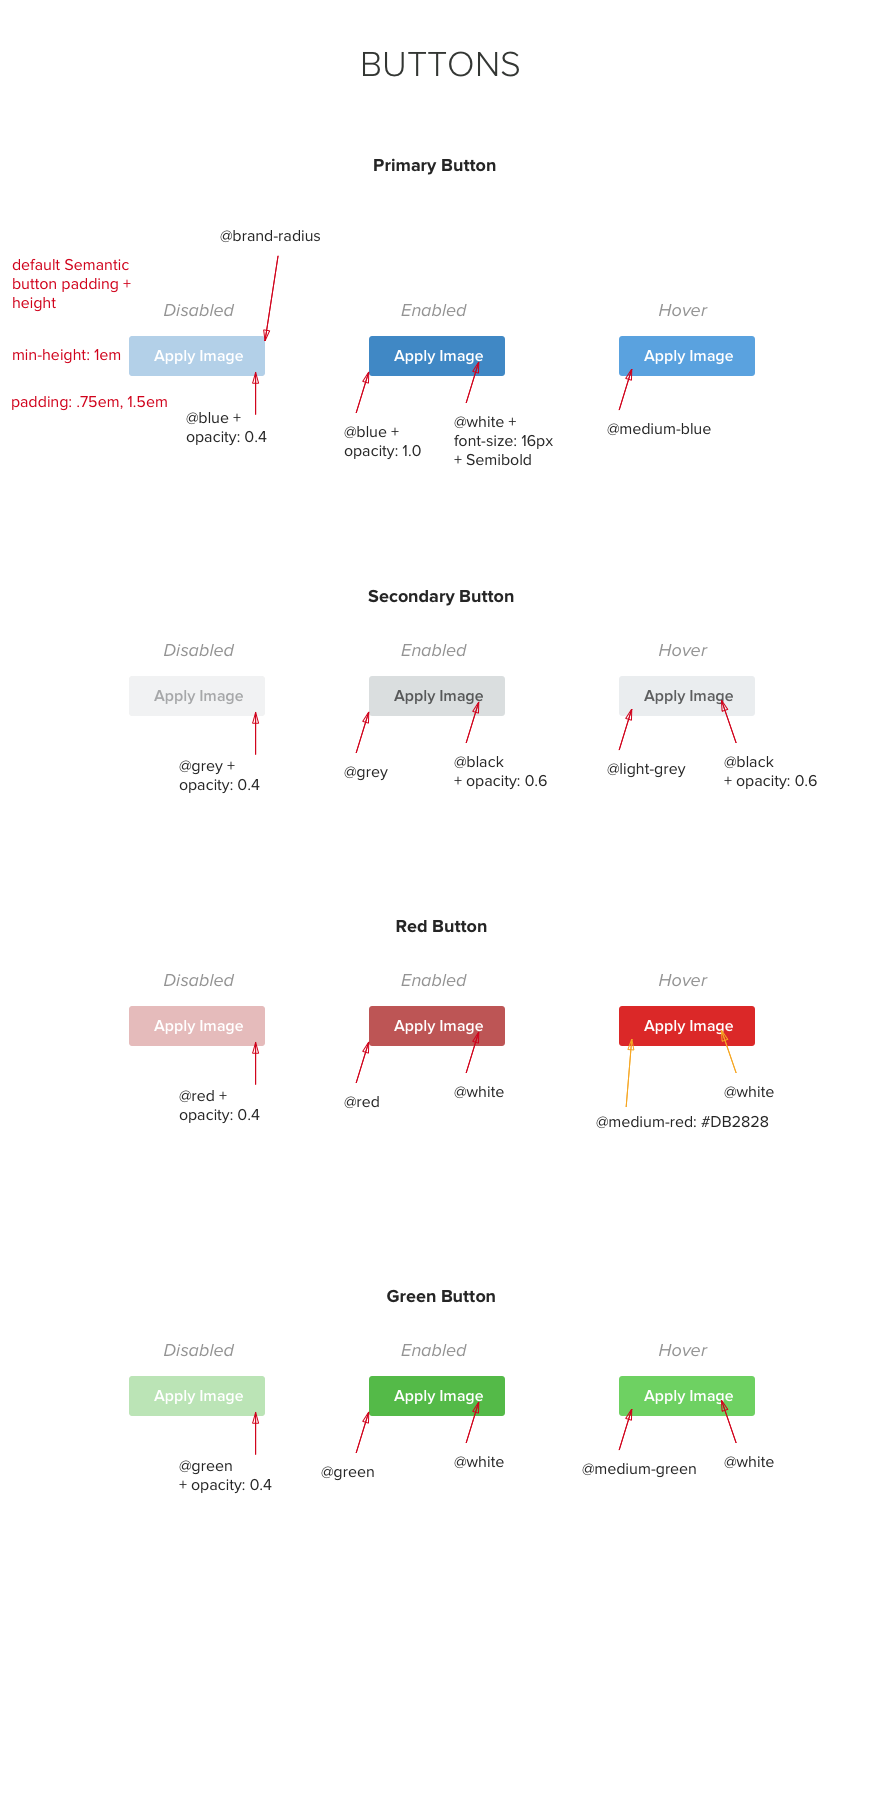 BUTTONS
Primary Button
@brand-radius
default Semantic
button padding +
height
Disabled
Enabled
Hover
min-height: 1em
Apply Image
Apply Image
Apply Image
padding: .75em, 1.5em
@blue +
opacity: 0.4
@blue +
opacity: 1.0
@white +
font-size: 16px
+ Semibold
@medium-blue
Secondary Button
Disabled
Enabled
Hover
Apply Image
Apply Image
Apply Image
@grey +
opacity: 0.4
@grey
@black
+ opacity: 0.6
@light-grey
@black
+ opacity: 0.6
Red Button
Disabled
Enabled
Hover
Apply Image
Apply Image
Apply Image
@red +
opacity: 0.4
@red
@white
@white
@medium-red: #DB2828
Green Button
Disabled
Enabled
Hover
Apply Image
Apply Image
Apply Image
@green
+ opacity: 0.4
@green
@white
@medium-green
@white